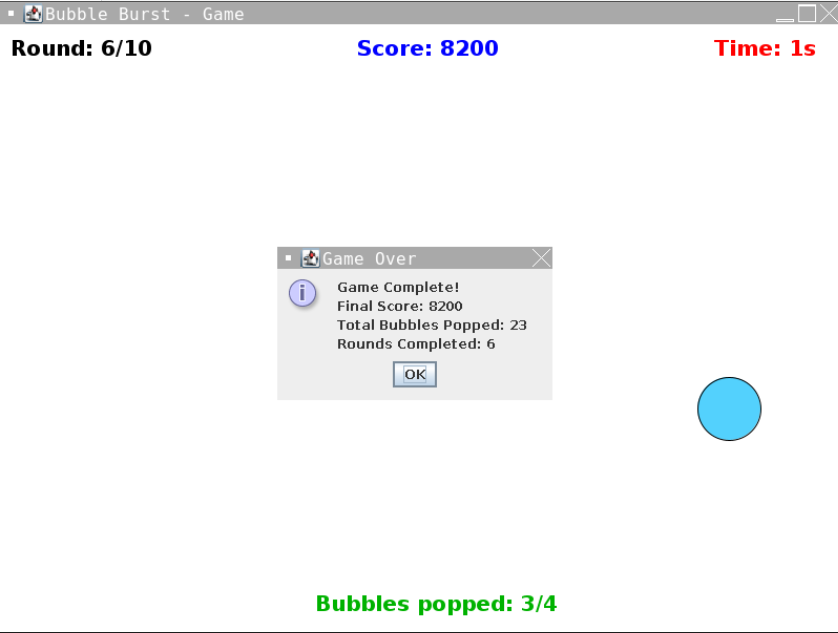 Bubble Burst - Game
Round: 6/10 Score: 8200 Time: 1s
Game Over
Game Complete!
Final Score: 8200
Total Bubbles Popped: 23
Rounds Completed: 6
OK
Bubbles popped: 3/4